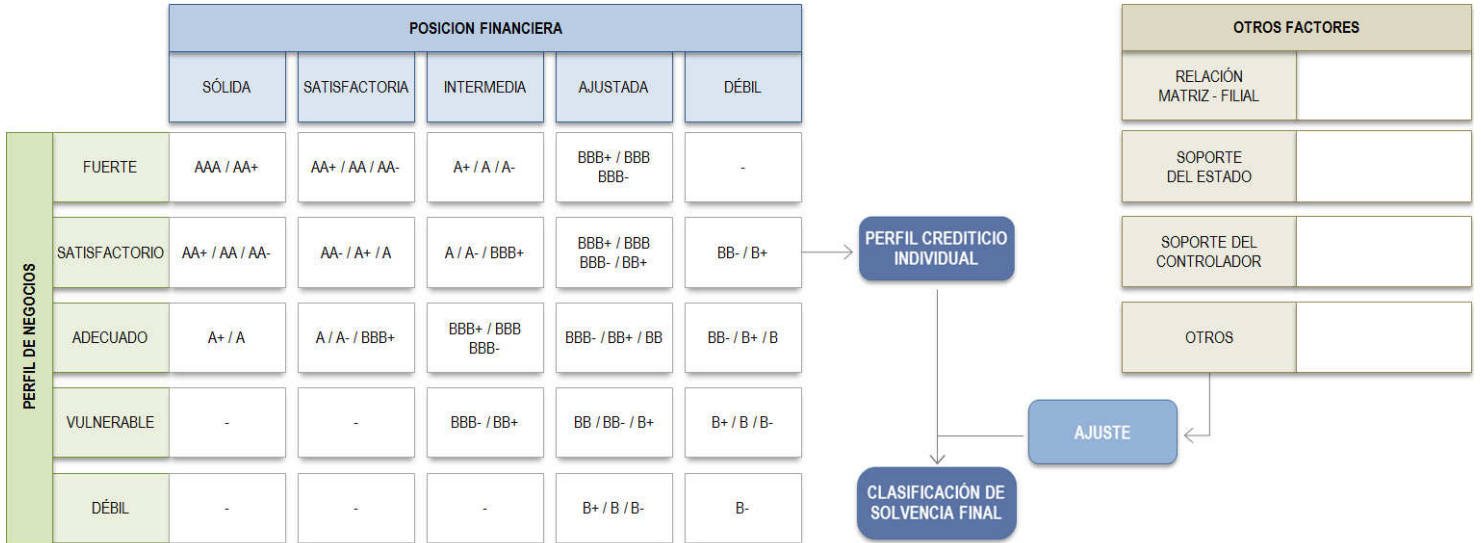 POSICION FINANCIERA
OTROS FACTORES
SÓLIDA
SATISFACTORIA
INTERMEDIA
AJUSTADA
DÉBIL
RELACIÓN
MATRIZ - FILIAL
PERFIL DE NEGOCIOS
FUERTE
AAA / AA+
AA+ / AA / AA-
A+ / A / A-
BBB+ / BBB
BBB-
-
SOPORTE
DEL ESTADO
SATISFACTORIO
AA+ / AA / AA-
AA- / A+ / A
A / A- / BBB+
BBB+ / BBB
BBB- / BB+
BB- / B+
PERFIL CREDITICIO
INDIVIDUAL
SOPORTE DEL
CONTROLADOR
ADECUADO
A+ / A
A / A- / BBB+
BBB+ / BBB
BBB-
BBB- / BB+ / BB
BB- / B+ / B
OTROS
VULNERABLE
-
-
BBB- / BB+
BB / BB- / B+
B+ / B / B-
AJUSTE
DÉBIL
-
-
-
B+ / B / B-
B-
CLASIFICACIÓN DE
SOLVENCIA FINAL